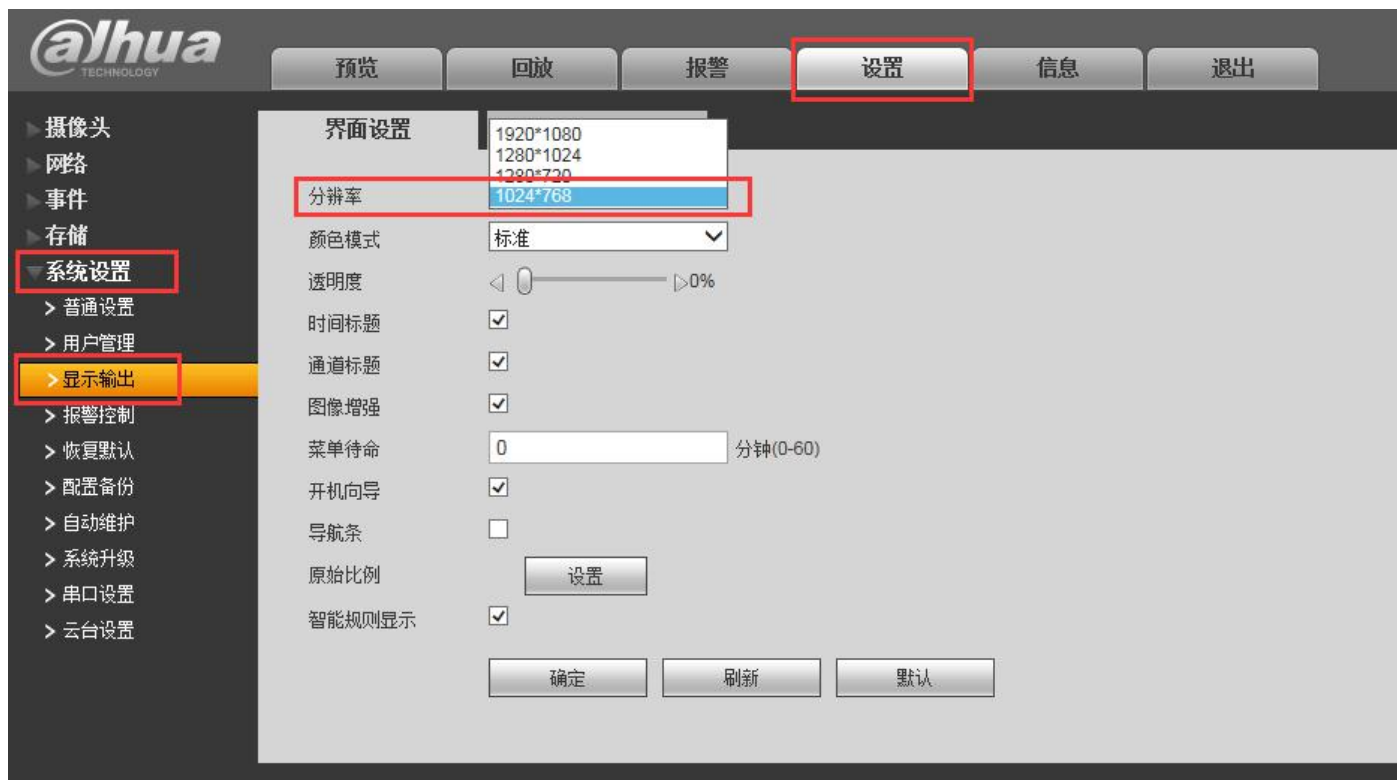 alhua
TECHNOLOGY
预览
回放
报警
设置
信息
退出
摄像头
网络
事件
存储
系统设置
> 普通设置
> 用户管理
> 显示输出
> 报警控制
> 恢复默认
> 配置备份
> 自动维护
> 系统升级
> 串口设置
> 云台设置
界面设置
1920*1080
1280*1024
1280*720
分辨率 1024*768
颜色模式 标准
透明度 0%
时间标题
通道标题
图像增强
菜单待命 0 分钟(0-60)
开机向导
导航条
原始比例 设置
智能规则显示
确定 刷新 默认